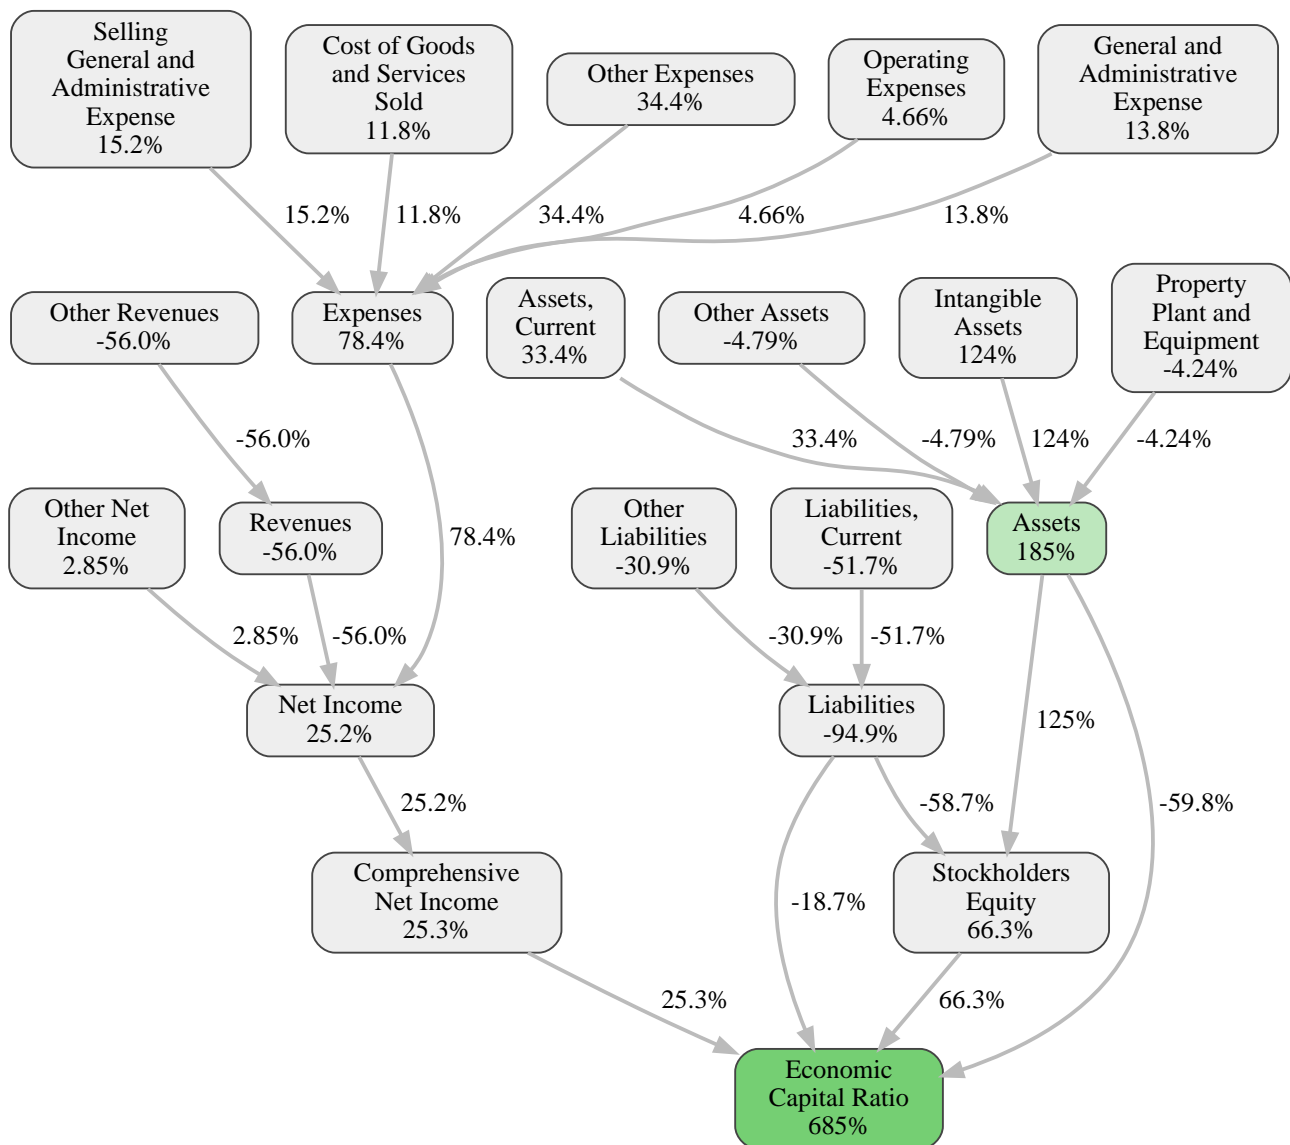 Selling
General and
Administrative
Expense
15.2%
Cost of Goods
and Services
Sold
11.8%
Other Expenses
34.4%
Operating
Expenses
4.66%
General and
Administrative
Expense
13.8%
15.2%
11.8%
34.4%
4.66%
13.8%
Other Revenues
-56.0%
Expenses
78.4%
Assets,
Current
33.4%
Other Assets
-4.79%
Intangible
Assets
124%
Property
Plant and
Equipment
-4.24%
-56.0%
33.4%
-4.79%
124%
-4.24%
Other Net
Income
2.85%
Revenues
-56.0%
78.4%
Other
Liabilities
-30.9%
Liabilities,
Current
-51.7%
Assets
185%
2.85%
-56.0%
-30.9%
-51.7%
Net Income
25.2%
Liabilities
-94.9%
125%
25.2%
-58.7%
-59.8%
Comprehensive
Net Income
25.3%
-18.7%
Stockholders
Equity
66.3%
25.3%
66.3%
Economic
Capital Ratio
685%